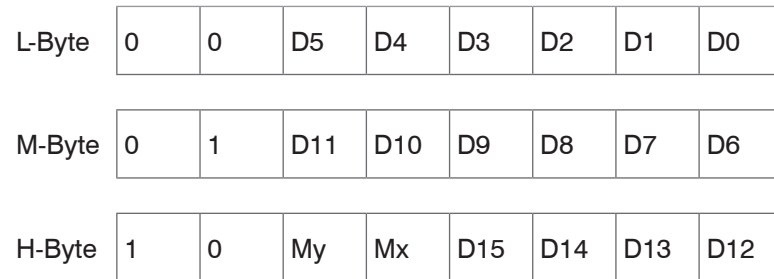 L-Byte 0 0 D5 D4 D3 D2 D1 D0
M-Byte 0 1 D11 D10 D9 D8 D7 D6
H-Byte 1 0 My Mx D15 D14 D13 D12